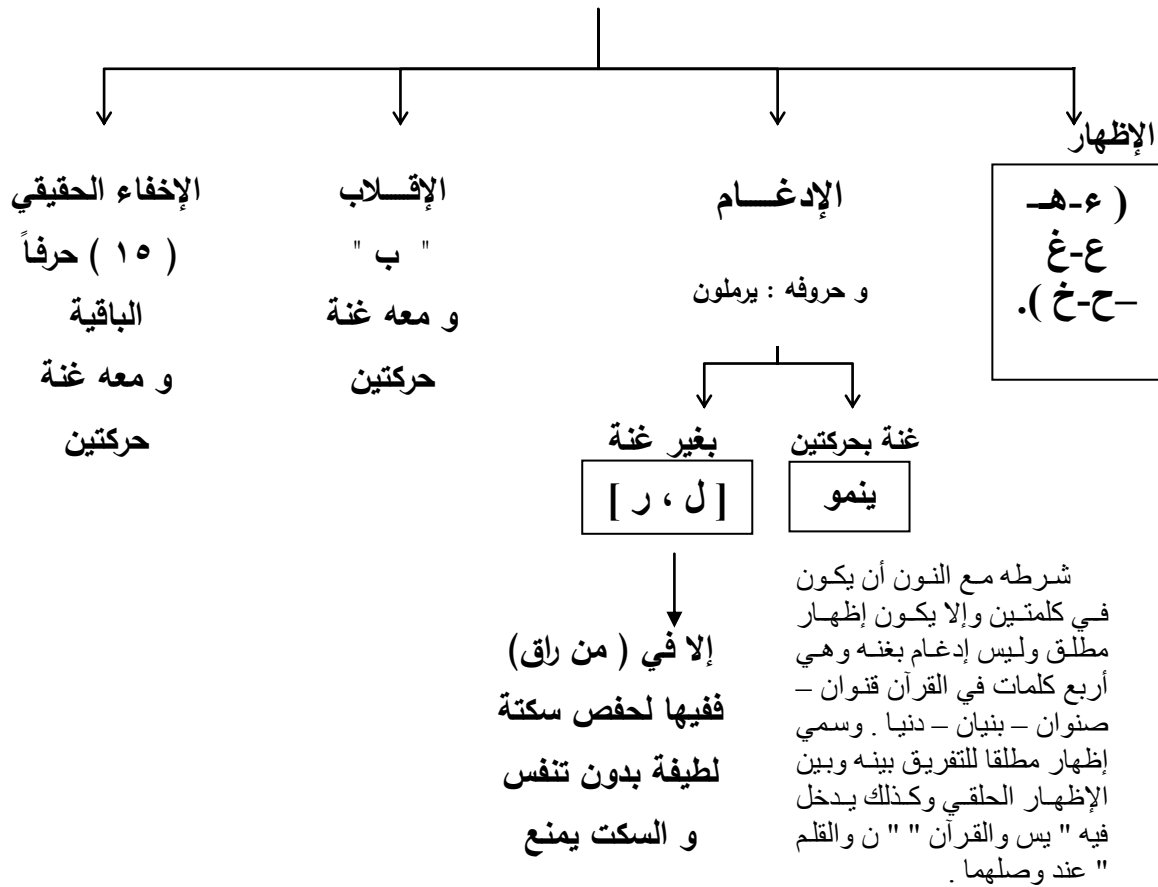 الإظهار
( ء-هـ-
ع-غ
-ح-خ ).
الإدغـــام
و حروفه : يرملون
غنة بحركتين
ينمو
شرطه مع النون أن يكون
في كلمتين وإلا يكون إظهار
مطلق وليس إدغام بغنه وهي
أربع كلمات في القرآن قنوان –
صنوان – بنيان – دنيا . وسمي
إظهار مطلقا للتفريق بينه وبين
الإظهار الحلقي وكذلك يدخل
فيه " يس والقرآن " " ن والقلم
" عند وصلهما .
بغير غنة
[ ل ، ر ]
إلا في ( من راق)
ففيها لحفص سكتة
لطيفة بدون تنفس
و السكت يمنع
الإقـــلاب
" ب "
و معه غنة
حركتين
الإخفاء الحقيقي
( ١٥ ) حرفاً
الباقية
و معه غنة
حركتين